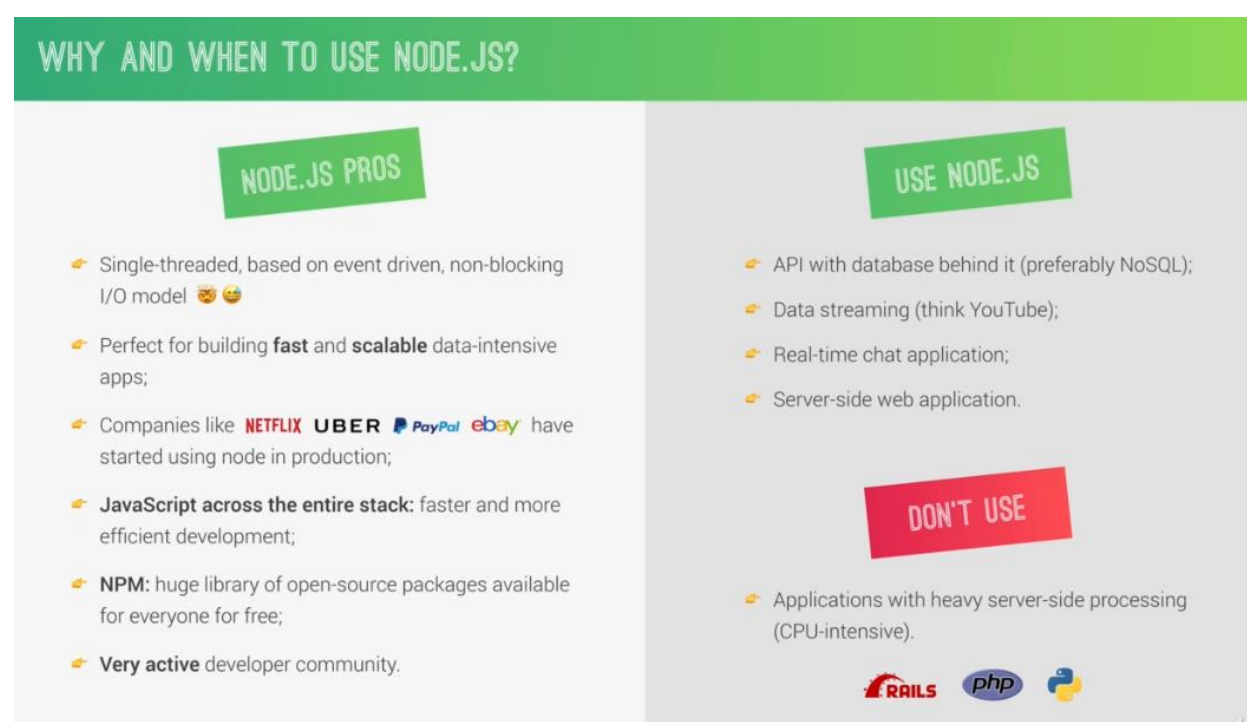 WHY AND WHEN TO USE NODE.JS?
NODE.JS PROS
👉 Single-threaded, based on event driven, non-blocking
I/O model 🤯 😅
👉 Perfect for building fast and scalable data-intensive
apps;
👉 Companies like NETFLIX UBER PayPal ebay have
started using node in production;
👉 JavaScript across the entire stack: faster and more
efficient development;
👉 NPM: huge library of open-source packages available
for everyone for free;
👉 Very active developer community.
USE NODE.JS
👉 API with database behind it (preferably NoSQL);
👉 Data streaming (think YouTube);
👉 Real-time chat application;
👉 Server-side web application.
DON'T USE
👉 Applications with heavy server-side processing
(CPU-intensive).
RAILS php